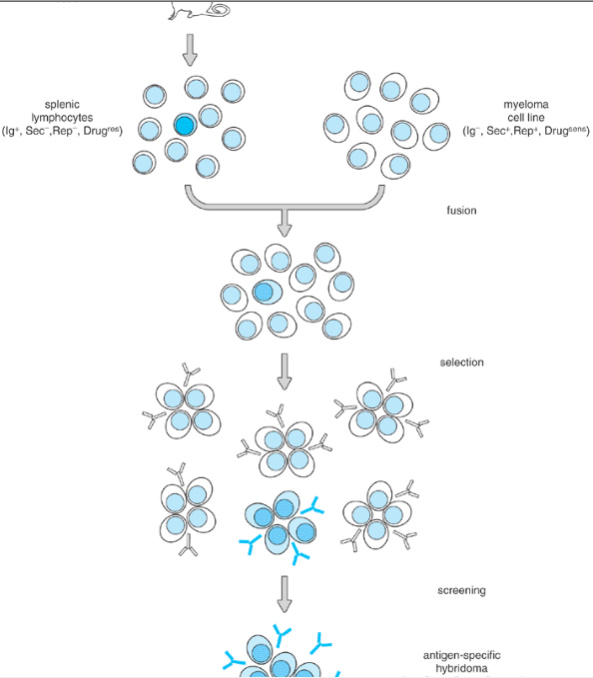 splenic
lymphocytes
(Ig⁺, Sec⁻,Rep⁻, Drugʳᵉˢ)
myeloma
cell line
(Ig⁻, Sec⁺,Rep⁺, Drugˢᵉⁿˢ)
fusion
selection
screening
antigen-specific
hybridoma